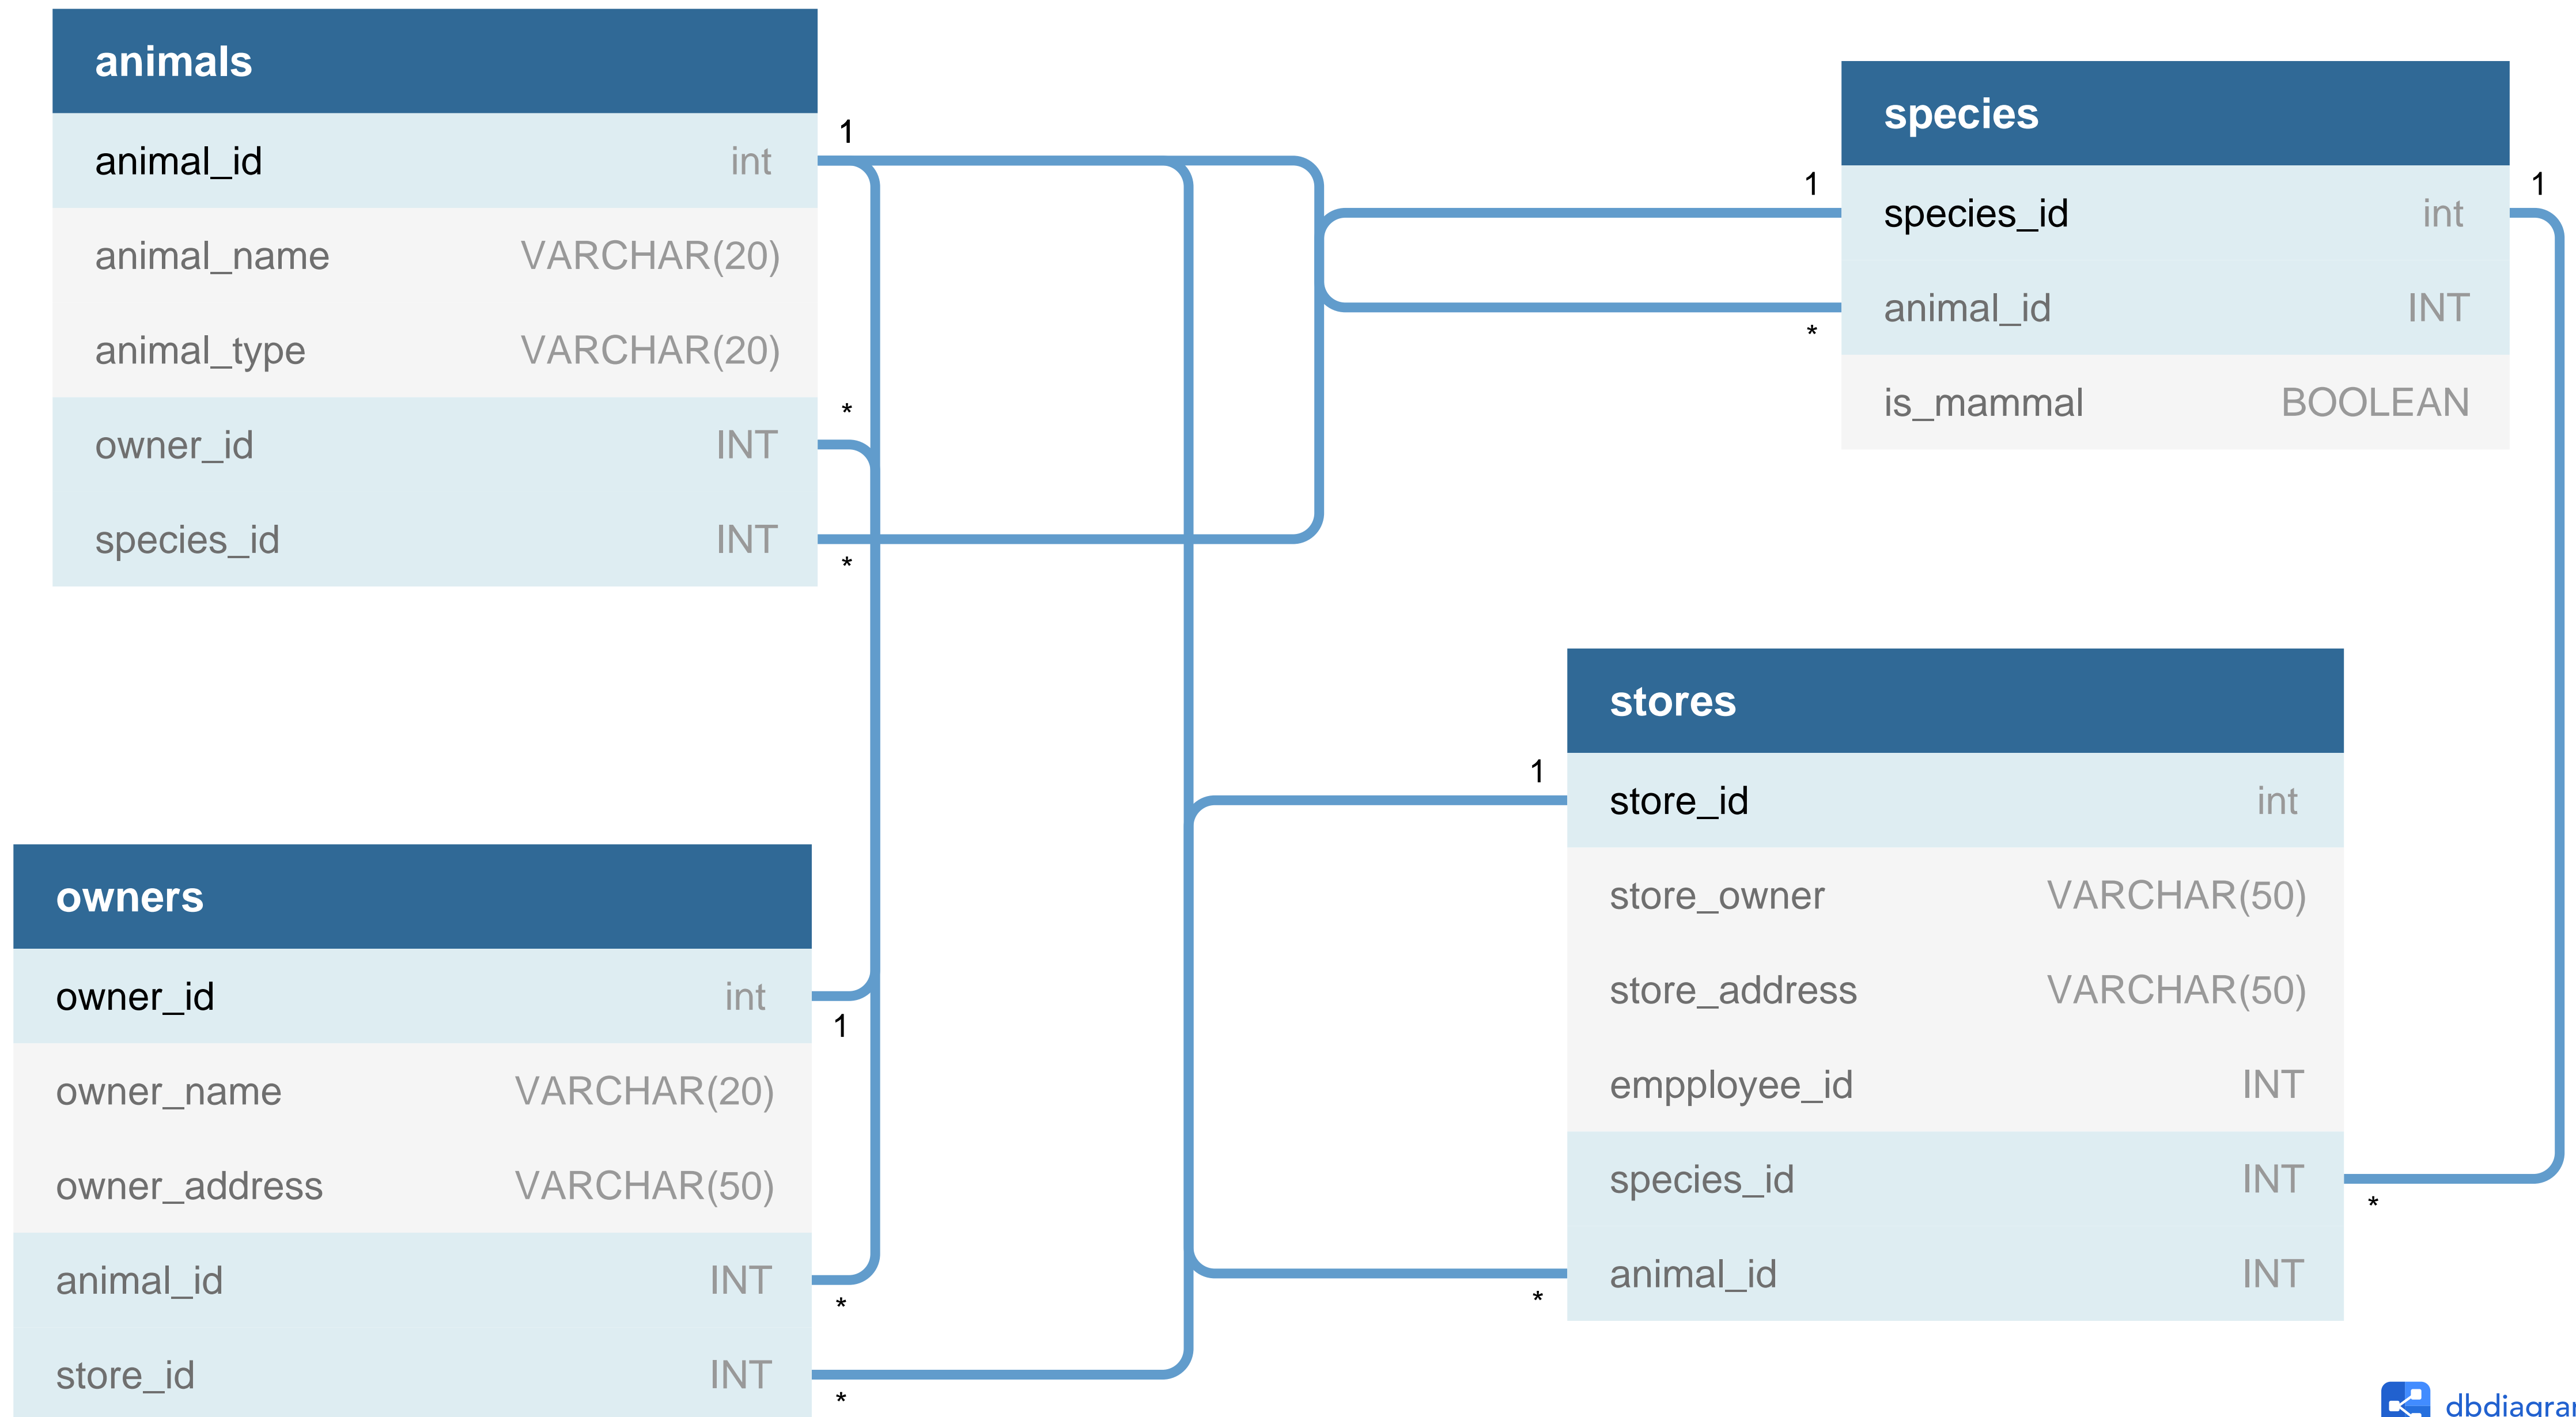 animals
animal_id int
animal_name VARCHAR(20)
animal_type VARCHAR(20)
owner_id INT
species_id INT
1
*
*
species
species_id int
animal_id INT
is_mammal BOOLEAN
1
*
1
owners
owner_id int
owner_name VARCHAR(20)
owner_address VARCHAR(50)
animal_id INT
store_id INT
1
*
*
stores
store_id int
store_owner VARCHAR(50)
store_address VARCHAR(50)
empployee_id INT
species_id INT
animal_id INT
1
*
*